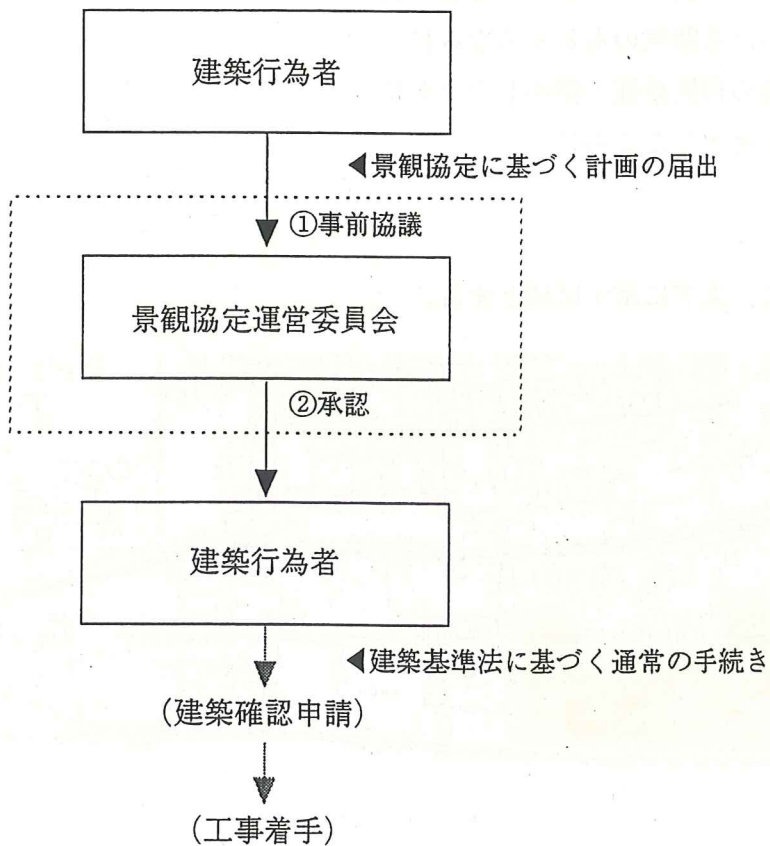 建築行為者
◀景観協定に基づく計画の届出
①事前協議
景観協定運営委員会
②承認
建築行為者
◀建築基準法に基づく通常の手続き
(建築確認申請)
(工事着手)